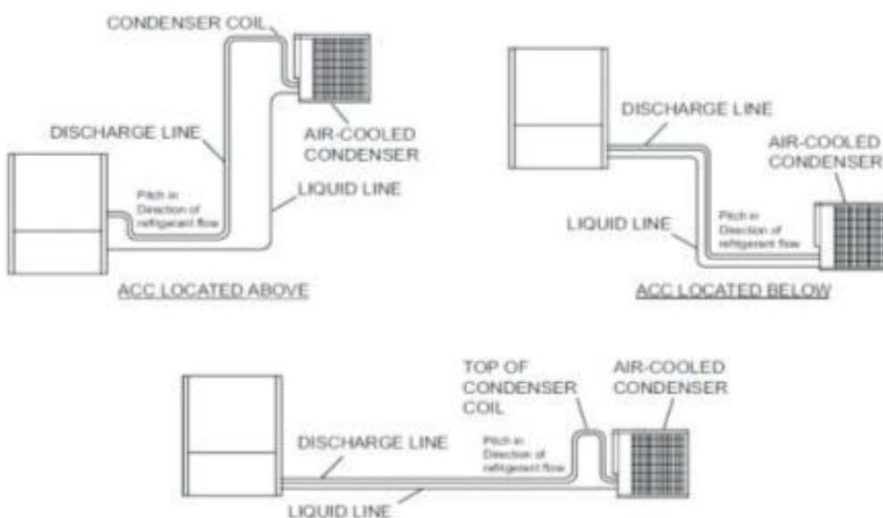 CONDENSER COIL
DISCHARGE LINE
AIR-COOLED
CONDENSER
LIQUID LINE
Pitch in
Direction of
refrigerant flow
ACC LOCATED ABOVE
DISCHARGE LINE
AIR-COOLED
CONDENSER
LIQUID LINE
Pitch in
Direction of
refrigerant flow
ACC LOCATED BELOW
TOP OF
CONDENSER
COIL
AIR-COOLED
CONDENSER
DISCHARGE LINE
Pitch in
Direction of
refrigerant flow
LIQUID LINE